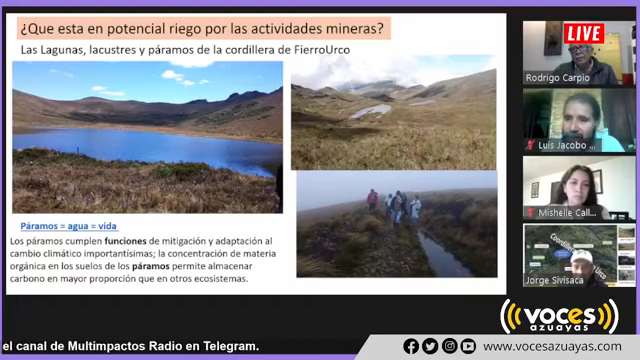 ¿Que esta en potencial riego por las actividades mineras?
Las Lagunas, lacustres y páramos de la cordillera de FierroUrco
Páramos = agua = vida
Los páramos cumplen funciones de mitigación y adaptación al
cambio climático importantísimas; la concentración de materia
orgánica en los suelos de los páramos permite almacenar
carbono en mayor proporción que en otros ecosistemas.
LIVE
Rodrigo Carpio
Luis Jacobo ...
Mishelle Call...
Jorge Sivisaca
voces
azuayas
el canal de Multimpactos Radio en Telegram.
www.vocesazuayas.com